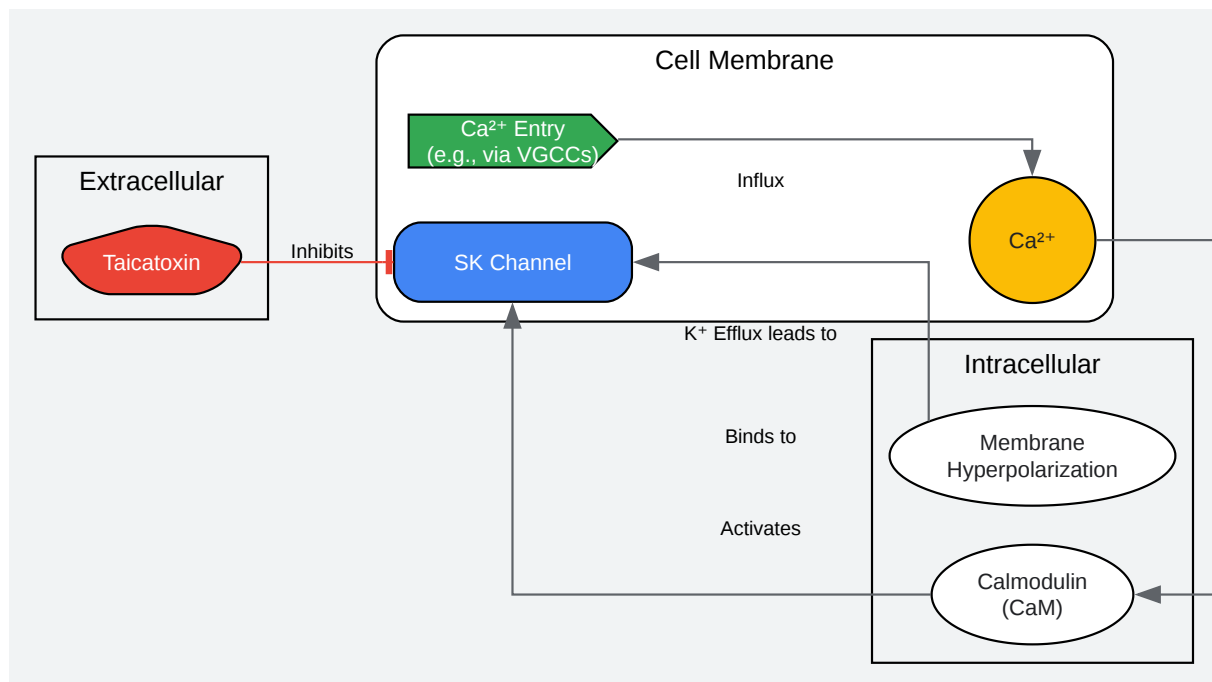 Cell Membrane
Ca²⁺ Entry
(e.g., via VGCCs)
Influx
Extracellular
Taicatoxin
Inhibits
SK Channel
Ca²⁺
K⁺ Efflux leads to
Intracellular
Membrane
Hyperpolarization
Binds to
Activates
Calmodulin
(CaM)